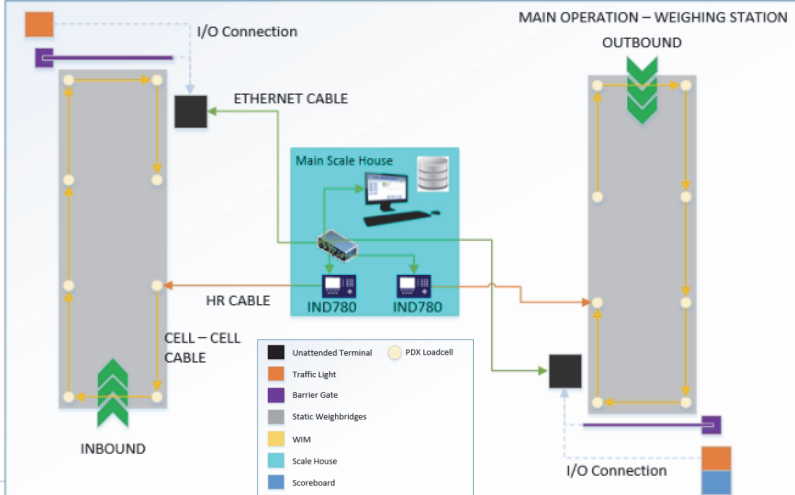 MAIN OPERATION – WEIGHING STATION
I/O Connection
OUTBOUND
ETHERNET CABLE
Main Scale House
HR CABLE
IND780
IND780
CELL – CELL
CABLE
Unattended Terminal
PDX Loadcell
Traffic Light
Barrier Gate
Static Weighbridges
WIM
Scale House
Scoreboard
INBOUND
I/O Connection